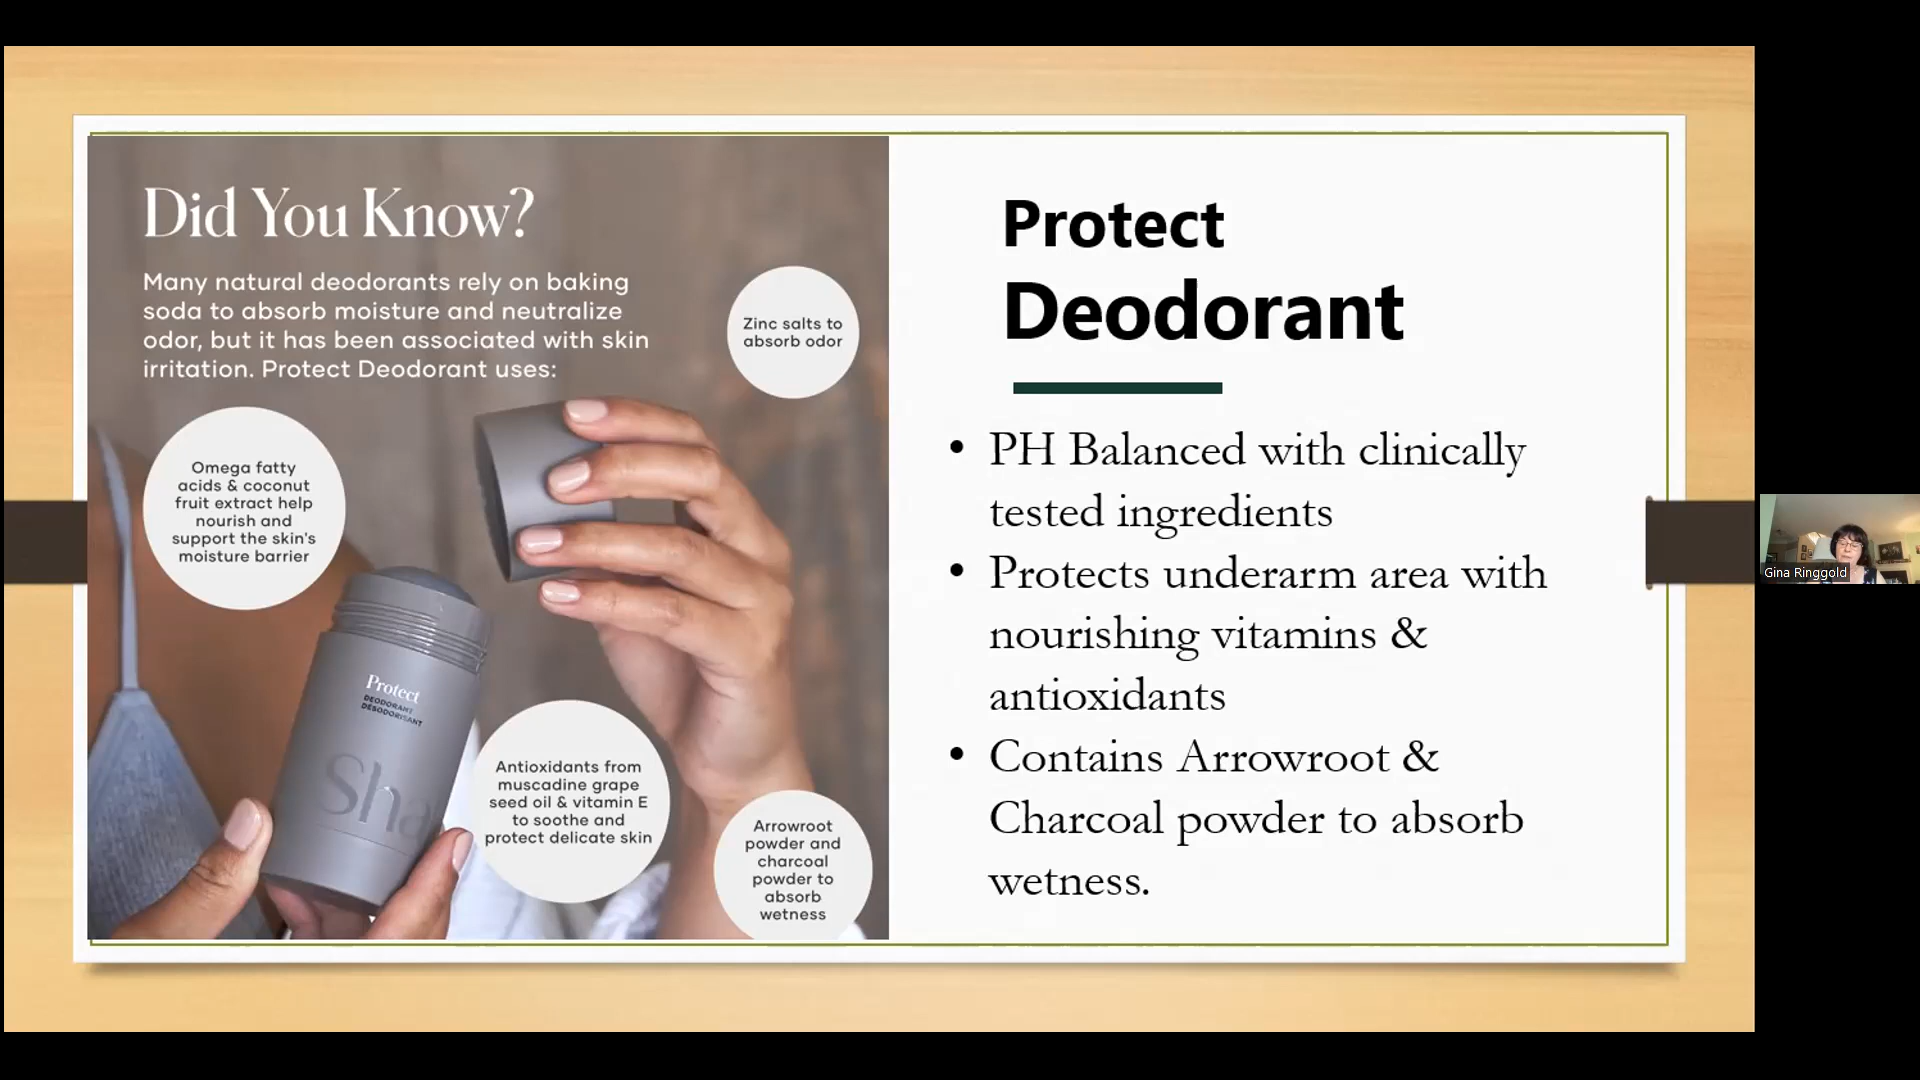 Did You Know?
Many natural deodorants rely on baking
soda to absorb moisture and neutralize
odor, but it has been associated with skin
irritation. Protect Deodorant uses:
Zinc salts to
absorb odor
Omega fatty
acids & coconut
fruit extract help
nourish and
support the skin's
moisture barrier
Protect
DEODORANT
DÉSODORISANT
Sha
Antioxidants from
muscadine grape
seed oil & vitamin E
to soothe and
protect delicate skin
Arrowroot
powder and
charcoal
powder to
absorb
wetness
Protect
Deodorant
• PH Balanced with clinically
tested ingredients
• Protects underarm area with
nourishing vitamins &
antioxidants
• Contains Arrowroot &
Charcoal powder to absorb
wetness.
Gina Ringgold